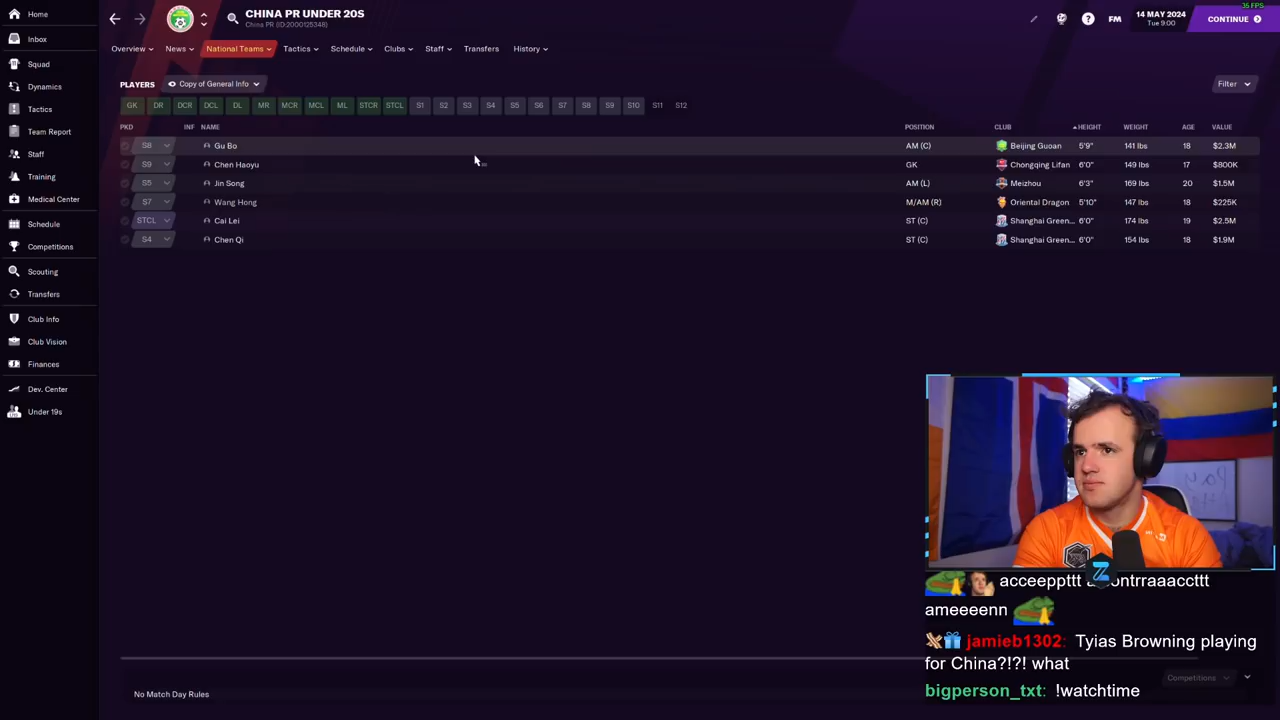 36 FPS
CHINA PR UNDER 20S
China PR (ID:2000125348)
FM
14 MAY 2024
Tue 9:00
CONTINUE
Home
Inbox
Squad
Dynamics
Tactics
Team Report
Staff
Training
Medical Center
Schedule
Competitions
Scouting
Transfers
Club Info
Club Vision
Finances
Dev. Center
Under 19s
Overview News National Teams Tactics Schedule Clubs Staff Transfers History
PLAYERS Copy of General Info Filter
GK DR DCR DCL DL MR MCR MCL ML STCR STCL S1 S2 S3 S4 S5 S6 S7 S8 S9 S10 S11 S12
PKD INF NAME POSITION CLUB HEIGHT WEIGHT AGE VALUE
S8 Gu Bo AM (C) Beijing Guoan 5'9" 141 lbs 18 $2.3M
S9 Chen Haoyu GK Chongqing Lifan 6'0" 149 lbs 17 $800K
S5 Jin Song AM (L) Meizhou 6'3" 169 lbs 20 $1.5M
S7 Wang Hong M/AM (R) Oriental Dragon 5'10" 147 lbs 18 $225K
STCL Cai Lei ST (C) Shanghai Green... 6'0" 174 lbs 19 $2.5M
S4 Chen Qi ST (C) Shanghai Green... 6'0" 154 lbs 18 $1.9M
ameeeenn
jamieb1302: Tyias Browning playing
for China?!?! what
bigperson_txt: !watchtime
Competitions
No Match Day Rules